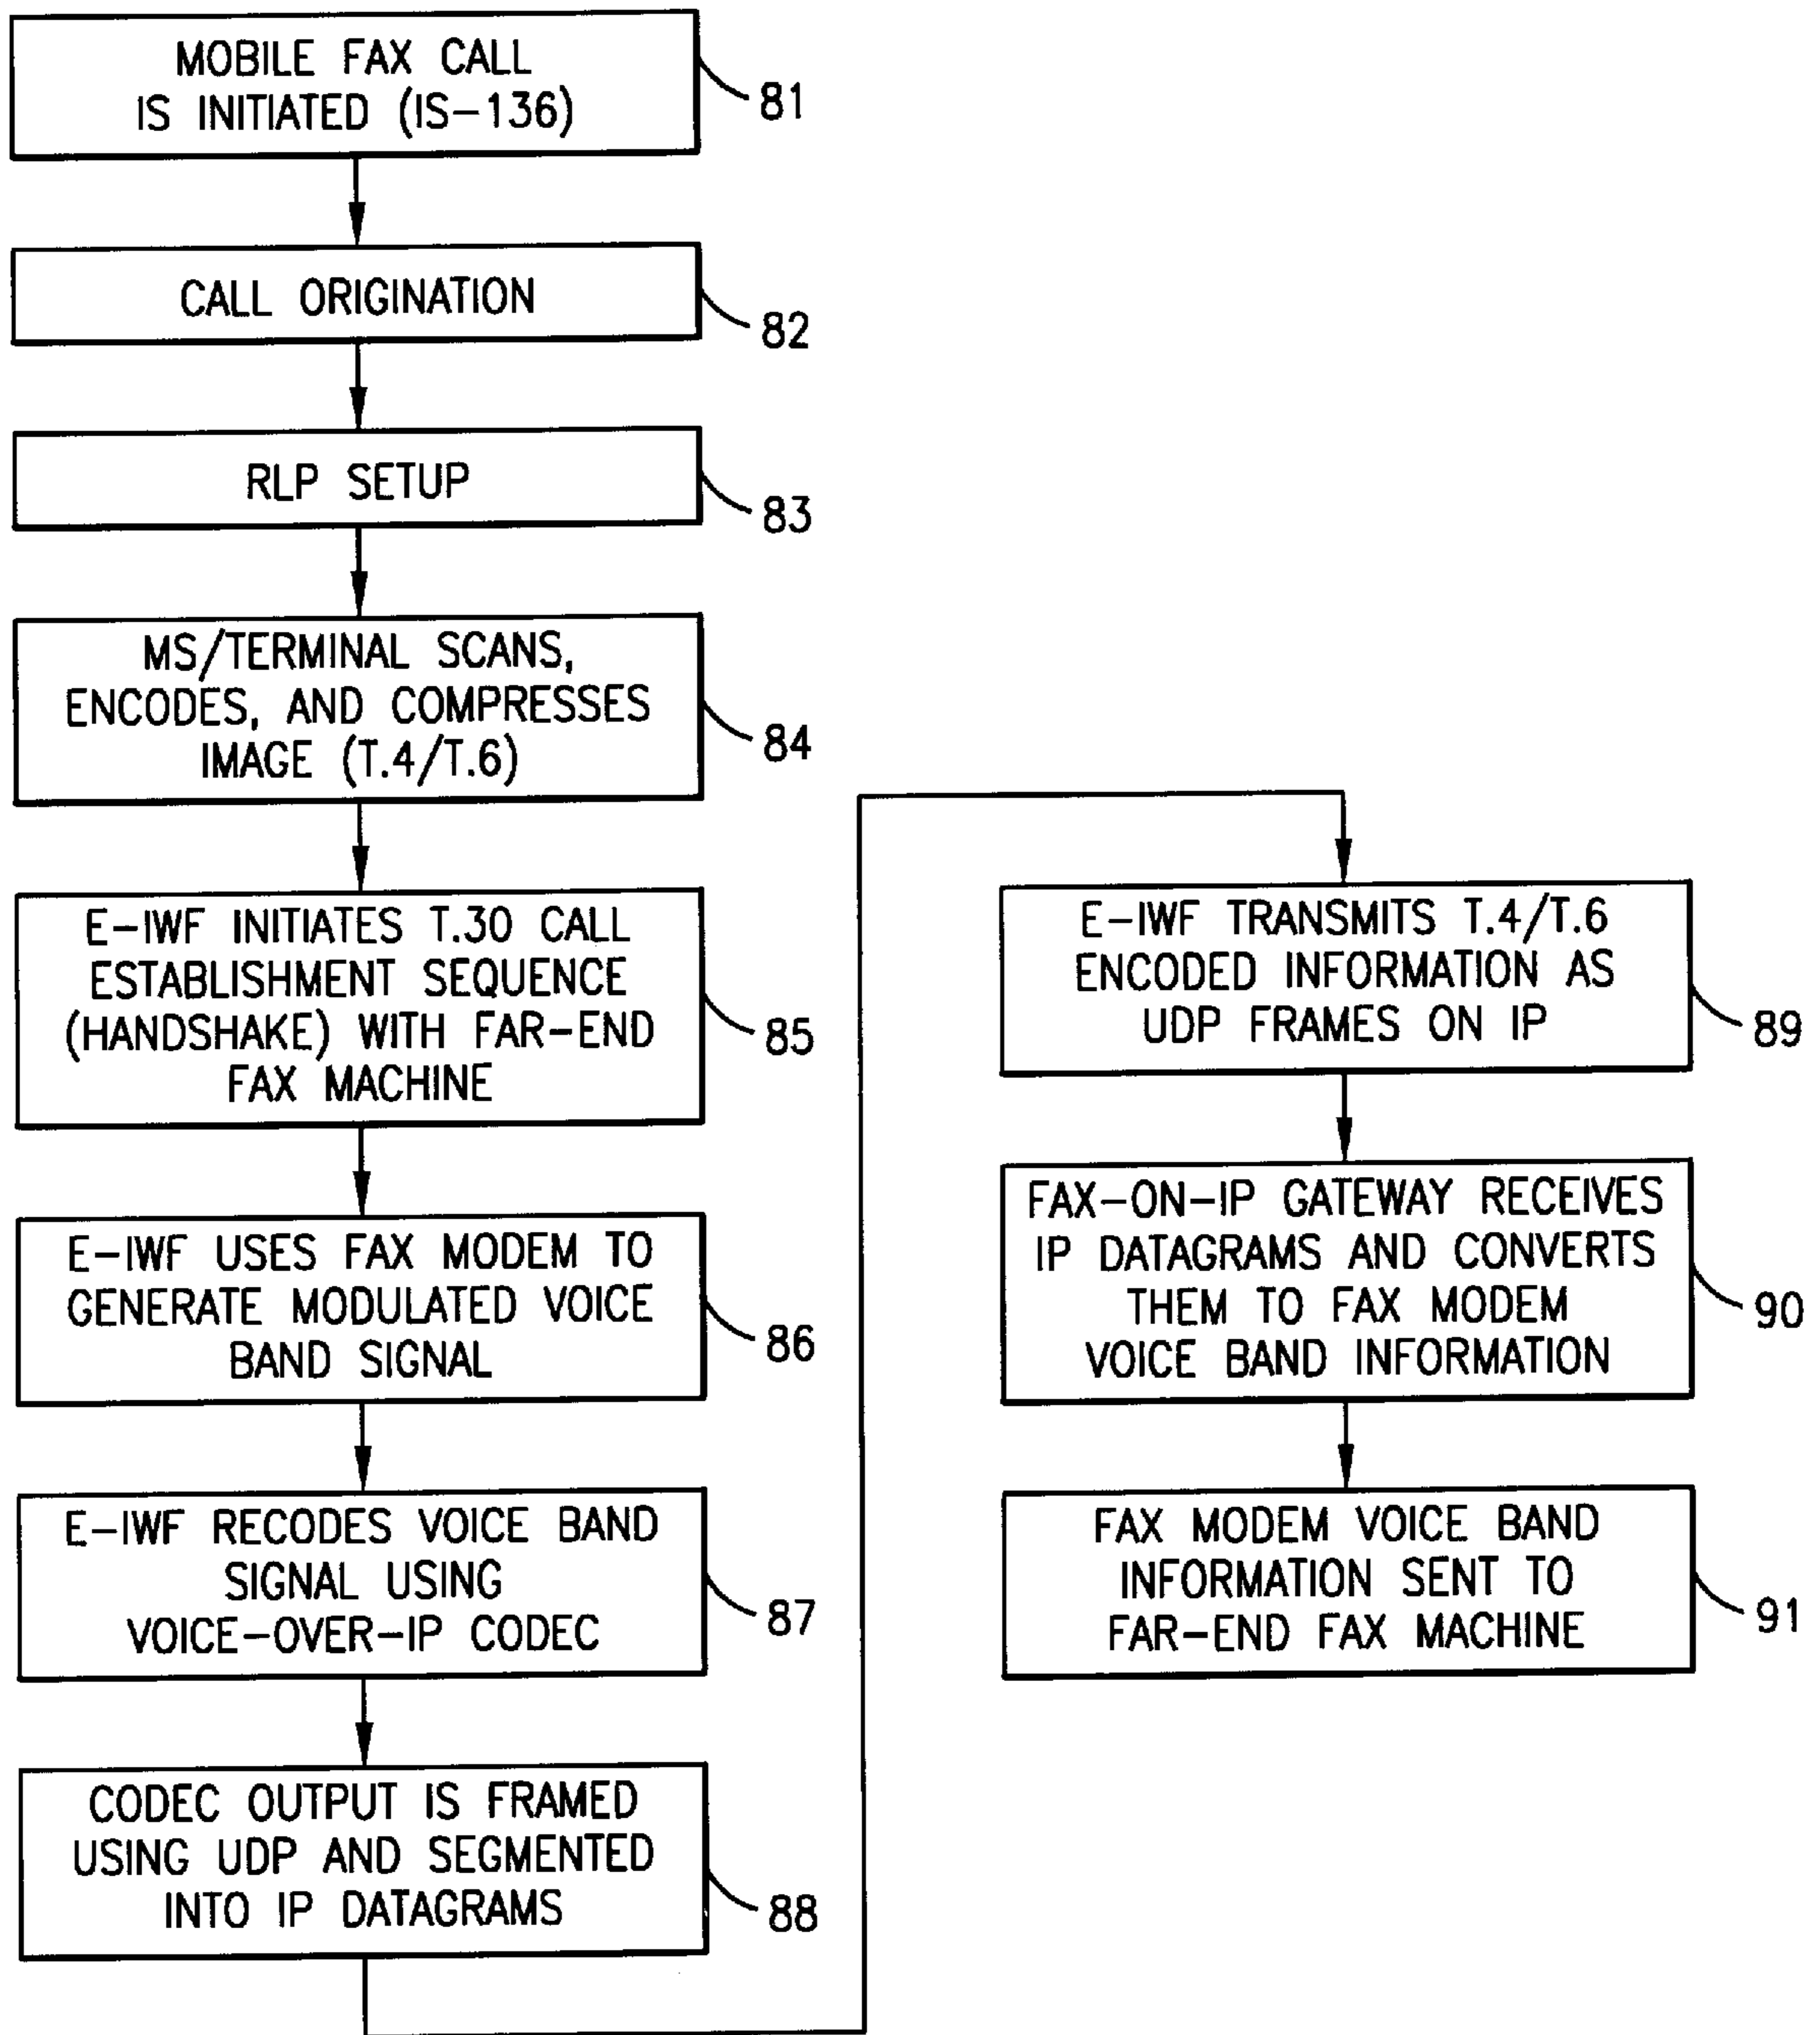 MOBILE FAX CALL
IS INITIATED (IS-136)
81
CALL ORIGINATION
82
RLP SETUP
83
MS/TERMINAL SCANS,
ENCODES, AND COMPRESSES
IMAGE (T.4/T.6)
84
E-IWF INITIATES T.30 CALL
ESTABLISHMENT SEQUENCE
(HANDSHAKE) WITH FAR-END
FAX MACHINE
85
E-IWF USES FAX MODEM TO
GENERATE MODULATED VOICE
BAND SIGNAL
86
E-IWF RECODES VOICE BAND
SIGNAL USING
VOICE-OVER-IP CODEC
87
CODEC OUTPUT IS FRAMED
USING UDP AND SEGMENTED
INTO IP DATAGRAMS
88
E-IWF TRANSMITS T.4/T.6
ENCODED INFORMATION AS
UDP FRAMES ON IP
89
FAX-ON-IP GATEWAY RECEIVES
IP DATAGRAMS AND CONVERTS
THEM TO FAX MODEM
VOICE BAND INFORMATION
90
FAX MODEM VOICE BAND
INFORMATION SENT TO
FAR-END FAX MACHINE
91